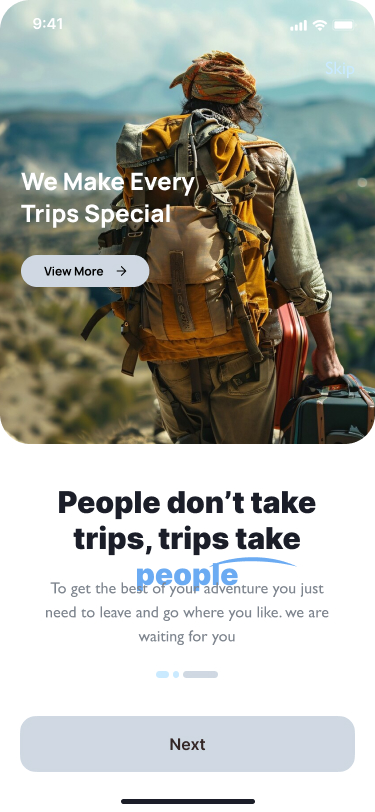 9:41
Skip
We Make Every
Trips Special
View More →
People don't take
trips, trips take
people
To get the best of your adventure you just
need to leave and go where you like. we are
waiting for you
Next